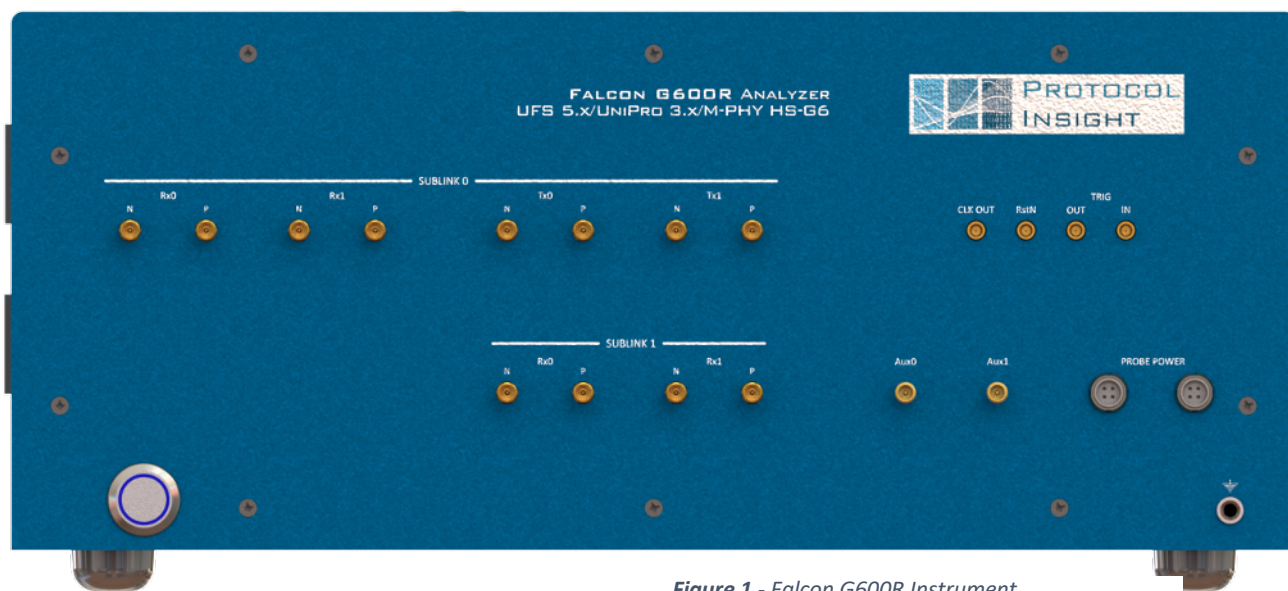 FALCON G600R ANALYZER
UFS 5.x/UNIPRO 3.x/M-PHY HS-G6
PROTOCOL
INSIGHT
SUBLINK 0
Rx0 Rx1 Tx0 Tx1
N P N P N P N P
TRIG
CLK OUT RstN OUT IN
SUBLINK 1
Rx0 Rx1
N P N P
Aux0 Aux1 PROBE POWER
Figure 1 - Falcon G600R Instrument